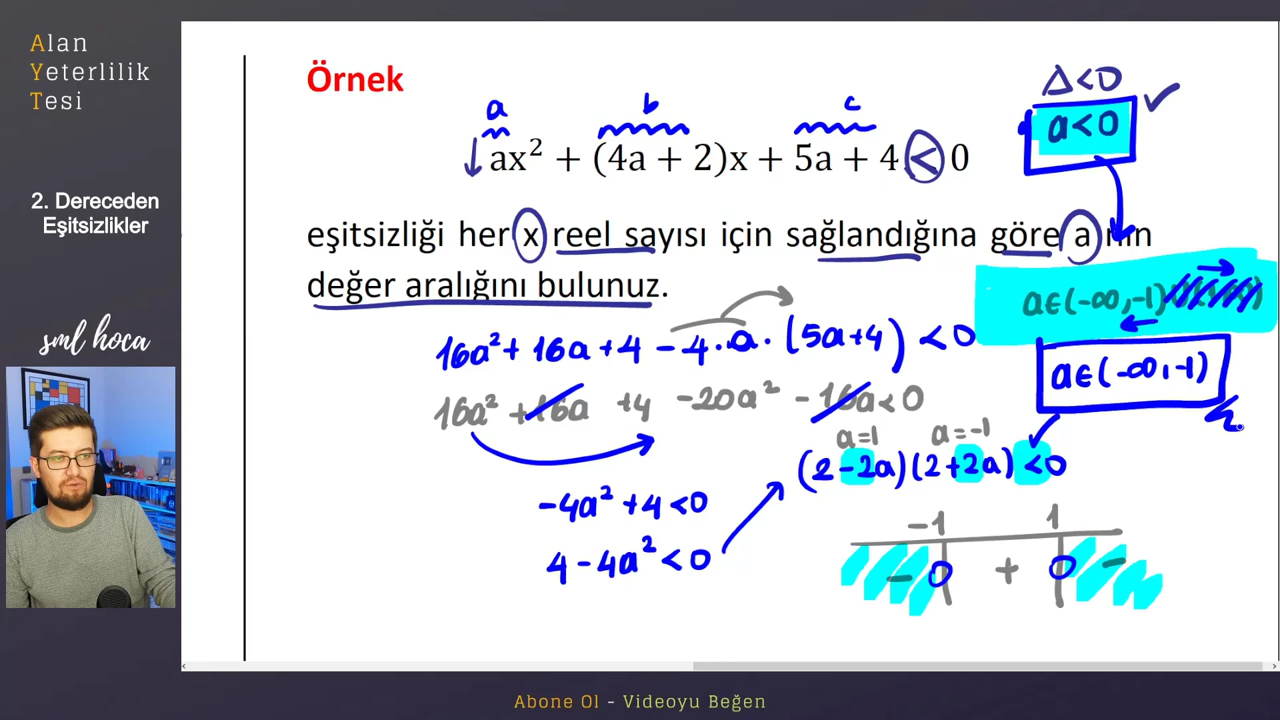 Alan
Yeterlilik
Tesi
2. Dereceden
Eşitsizlikler
sml hoca
Örnek
a b c
ax² + (4a + 2)x + 5a + 4 < 0
Δ<0
a<0
eşitsizliği her x reel sayısı için sağlandığına göre a nın
değer aralığını bulunuz.
a∈(-∞,-1)
16a² + 16a + 4 - 4·a·(5a+4) < 0
a∈(-∞,-1)
16a² + 16a + 4 - 20a² - 16a < 0
a=1 a=-1
(2-2a)(2+2a) < 0
-4a² + 4 < 0
4 - 4a² < 0
-1 1
- 0 + 0 -
Abone Ol - Videoyu Beğen